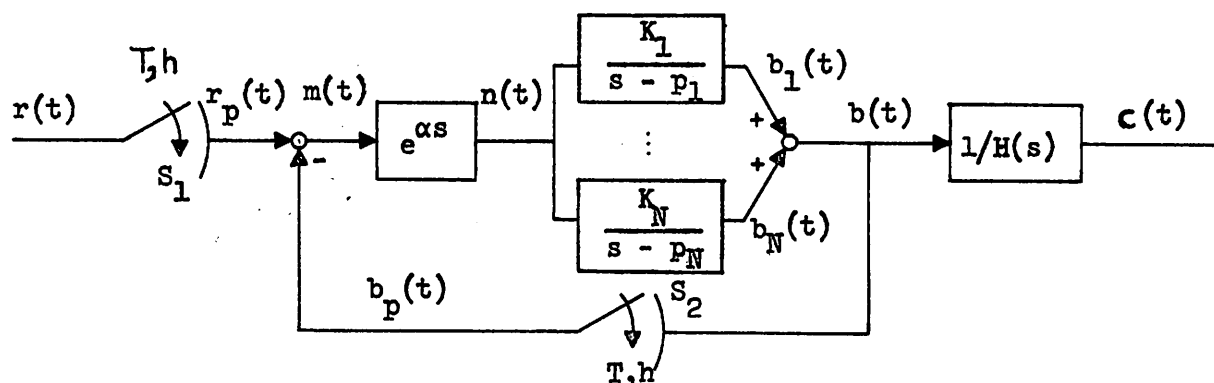 T,h
r(t)
S_1
r_p(t)
m(t)
e^{αs}
n(t)
K_1
s - p_1
⋮
K_N
s - p_N
b_1(t)
+
+
b_N(t)
b(t)
1/H(s)
c(t)
-
b_p(t)
S_2
T,h